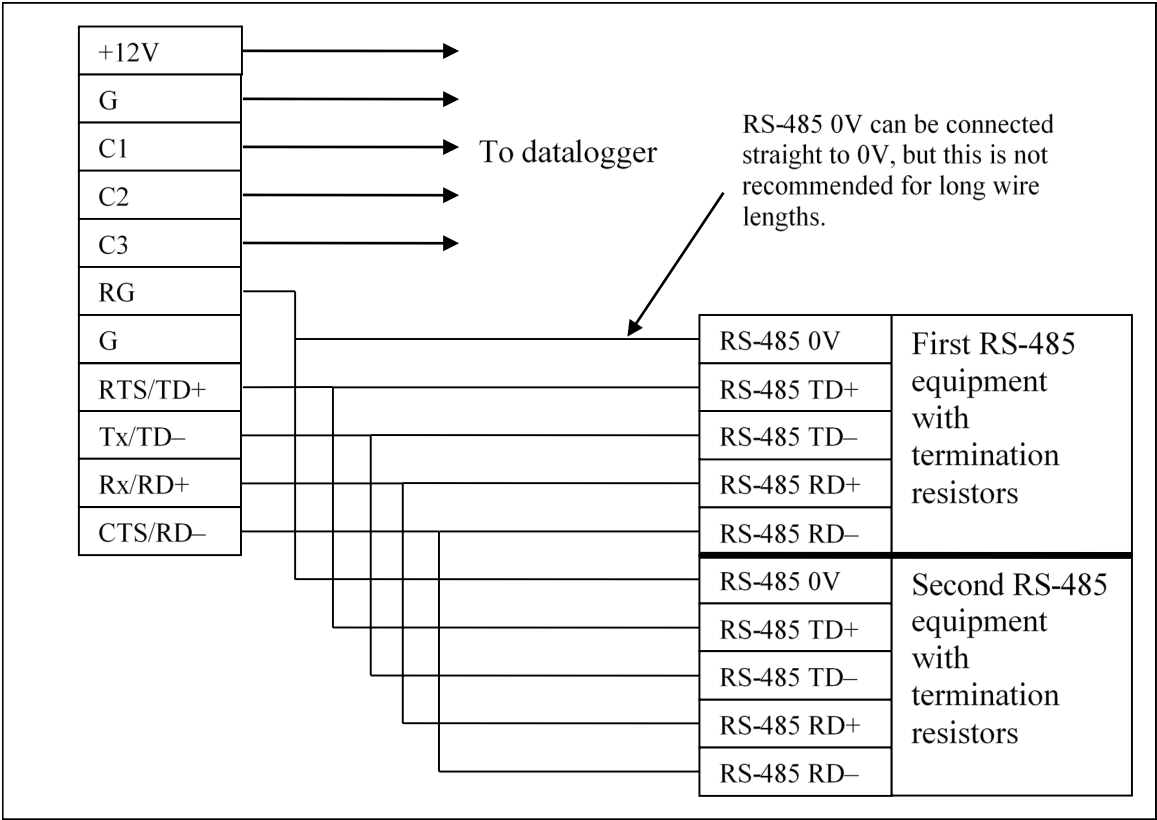 +12V
G
C1
C2
C3
RG
G
RTS/TD+
Tx/TD–
Rx/RD+
CTS/RD–
To datalogger
RS-485 0V can be connected
straight to 0V, but this is not
recommended for long wire
lengths.
RS-485 0V
RS-485 TD+
RS-485 TD–
RS-485 RD+
RS-485 RD–
First RS-485
equipment
with
termination
resistors
RS-485 0V
RS-485 TD+
RS-485 TD–
RS-485 RD+
RS-485 RD–
Second RS-485
equipment
with
termination
resistors